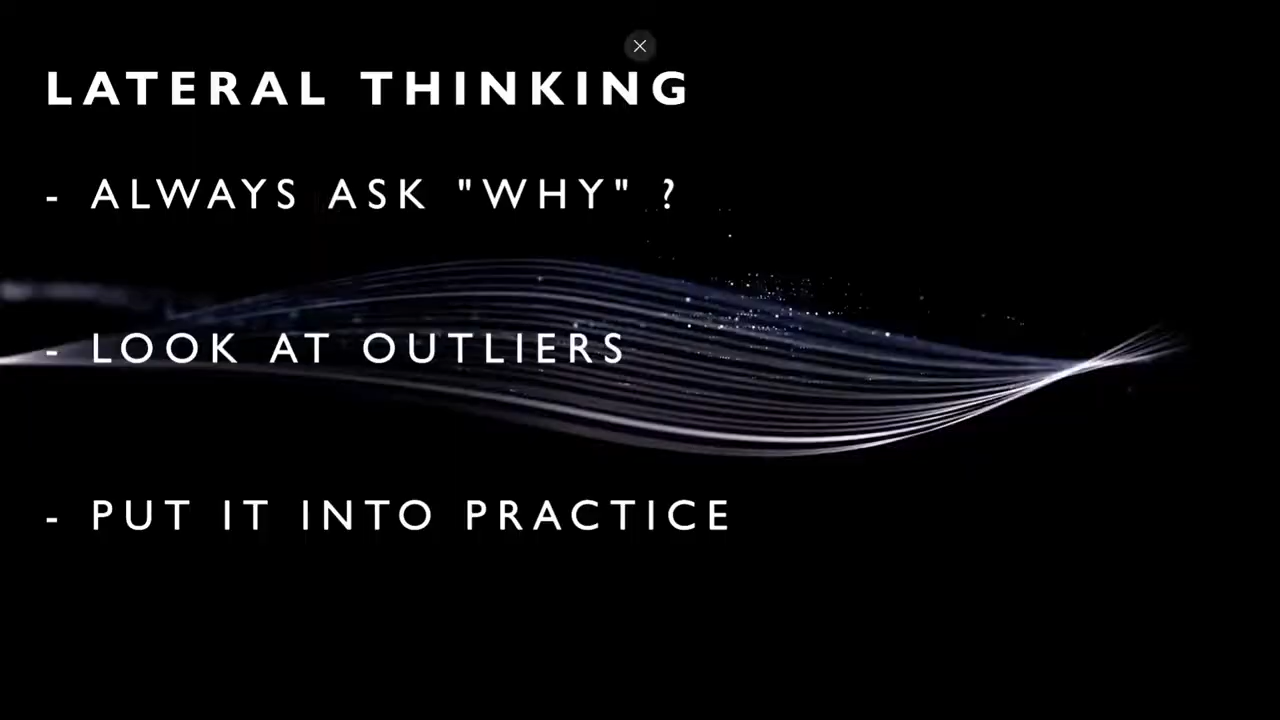 LATERAL THINKING
- ALWAYS ASK "WHY" ?
- LOOK AT OUTLIERS
- PUT IT INTO PRACTICE